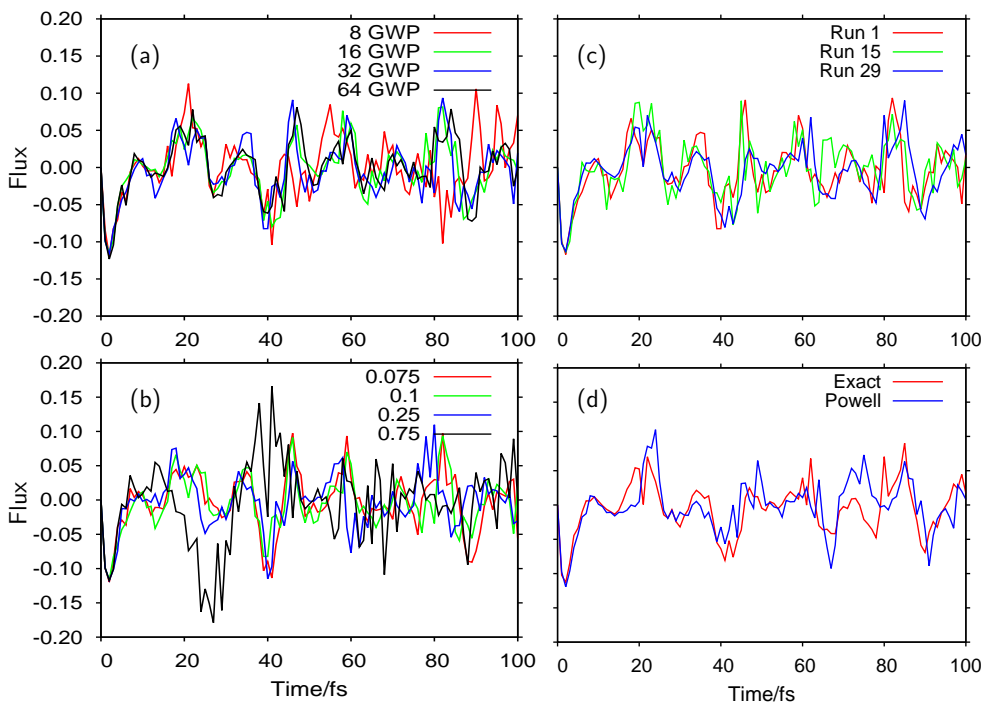 (a)
8 GWP
16 GWP
32 GWP
64 GWP
Flux
0.20
0.15
0.10
0.05
0.00
-0.05
-0.10
-0.15
-0.20
0 20 40 60 80 100
(c)
Run 1
Run 15
Run 29
0 20 40 60 80 100
(b)
0.075
0.1
0.25
0.75
Flux
0.20
0.15
0.10
0.05
0.00
-0.05
-0.10
-0.15
-0.20
0 20 40 60 80 100
Time/fs
(d)
Exact
Powell
0 20 40 60 80 100
Time/fs